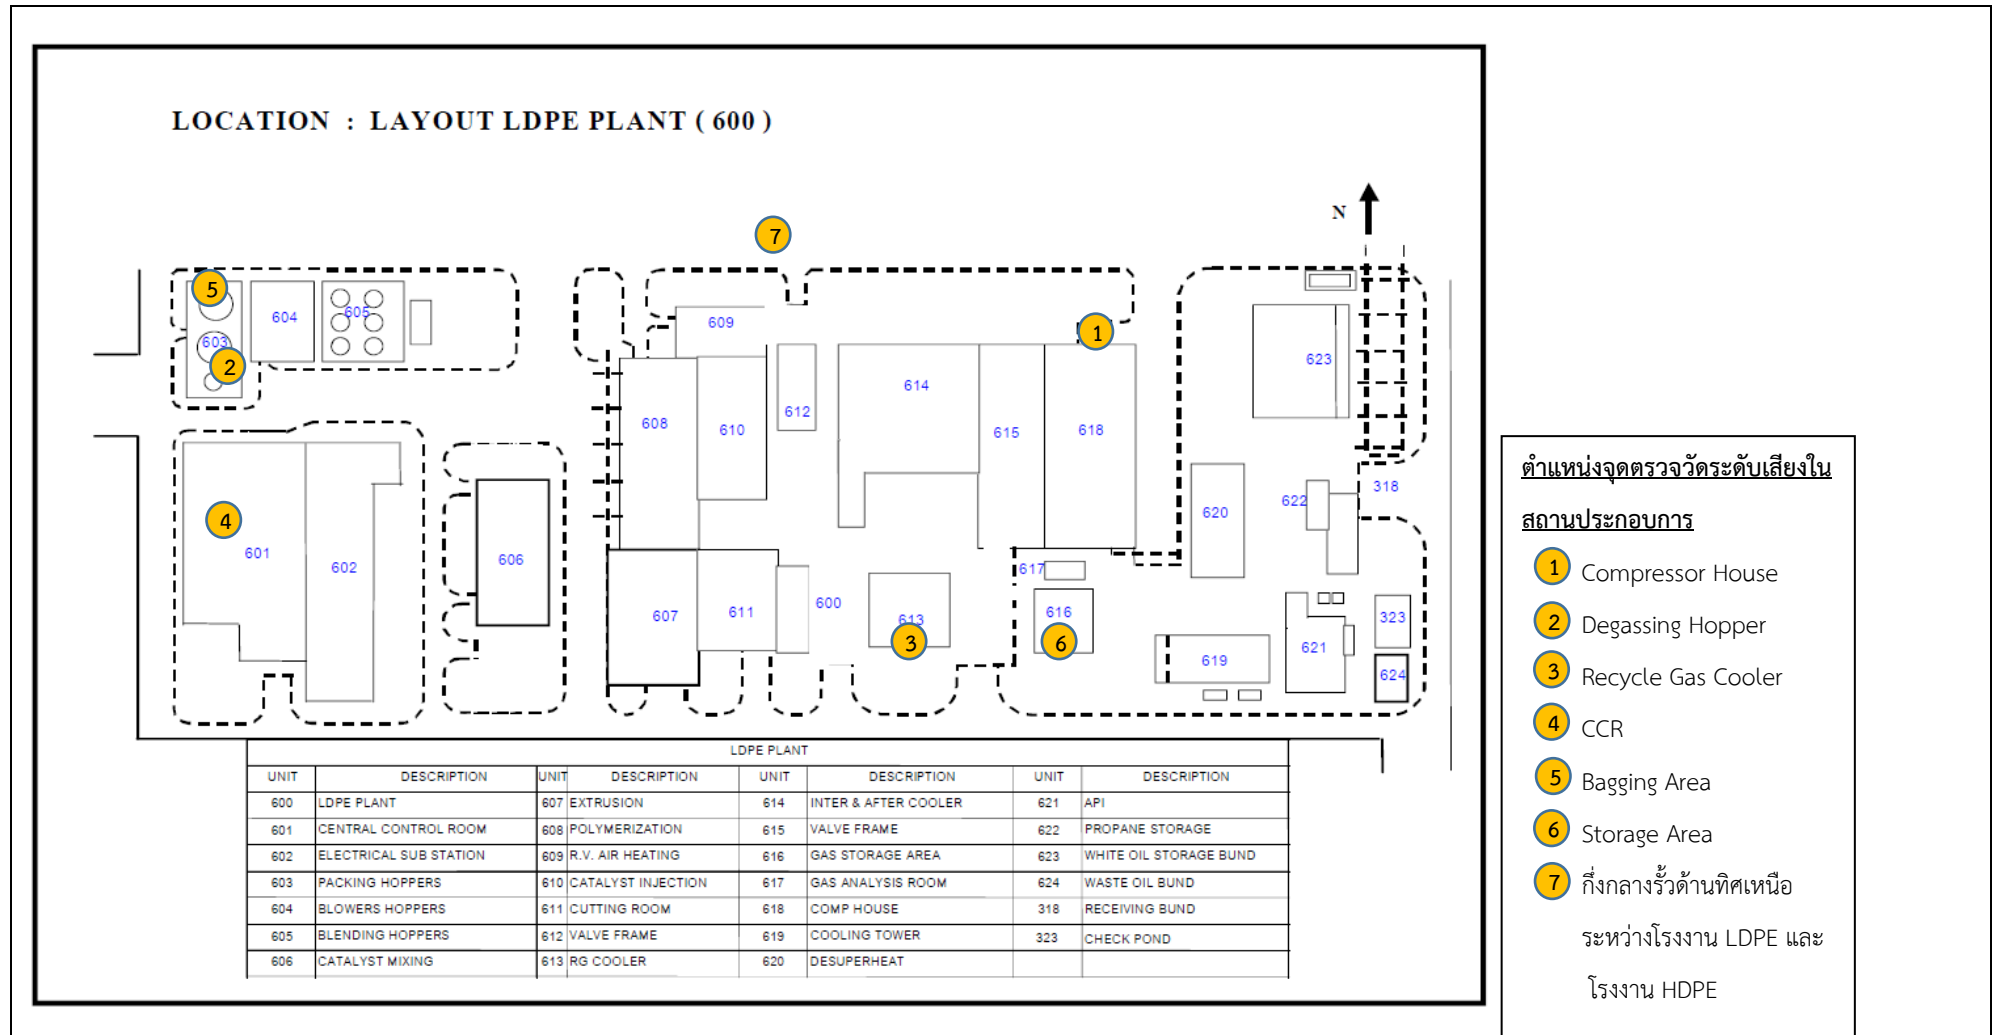 LOCATION : LAYOUT LDPE PLANT ( 600 )
N
7
5
604
605
603
2
609
1
623
614
612
608
610
615
618
318
622
620
4
601
602
606
617
600
607
611
613
3
616
6
323
619
621
624
LDPE PLANT
UNIT DESCRIPTION UNIT DESCRIPTION UNIT DESCRIPTION UNIT DESCRIPTION
600 LDPE PLANT 607 EXTRUSION 614 INTER & AFTER COOLER 621 API
601 CENTRAL CONTROL ROOM 608 POLYMERIZATION 615 VALVE FRAME 622 PROPANE STORAGE
602 ELECTRICAL SUB STATION 609 R.V. AIR HEATING 616 GAS STORAGE AREA 623 WHITE OIL STORAGE BUND
603 PACKING HOPPERS 610 CATALYST INJECTION 617 GAS ANALYSIS ROOM 624 WASTE OIL BUND
604 BLOWERS HOPPERS 611 CUTTING ROOM 618 COMP HOUSE 318 RECEIVING BUND
605 BLENDING HOPPERS 612 VALVE FRAME 619 COOLING TOWER 323 CHECK POND
606 CATALYST MIXING 613 RG COOLER 620 DESUPERHEAT
ตำแหน่งจุดตรวจวัดระดับเสียงใน
สถานประกอบการ
1 Compressor House
2 Degassing Hopper
3 Recycle Gas Cooler
4 CCR
5 Bagging Area
6 Storage Area
7 กึ่งกลางรั้วด้านทิศเหนือ
ระหว่างโรงงาน LDPE และ
โรงงาน HDPE